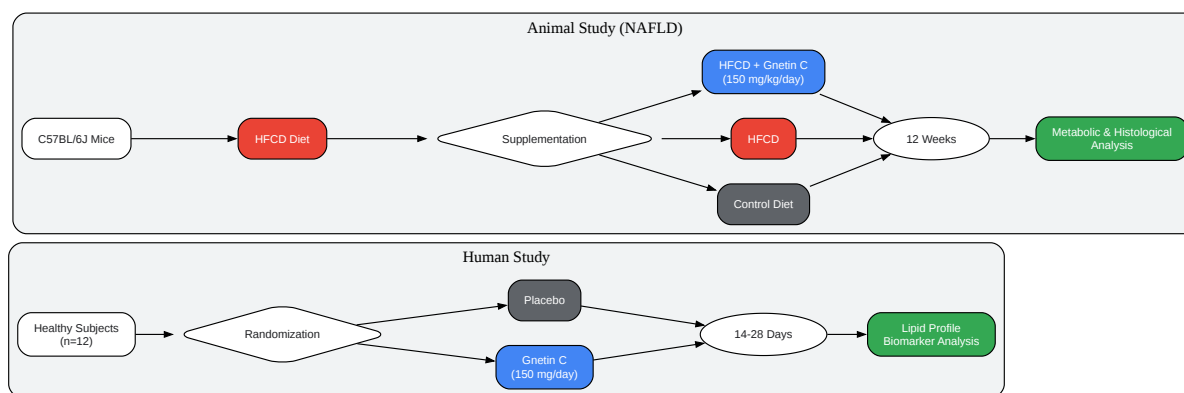 Animal Study (NAFLD)
C57BL/6J Mice
HFCD Diet
Supplementation
HFCD + Gnetin C
(150 mg/kg/day)
HFCD
Control Diet
12 Weeks
Metabolic & Histological
Analysis
Human Study
Healthy Subjects
(n=12)
Randomization
Placebo
Gnetin C
(150 mg/day)
14-28 Days
Lipid Profile
Biomarker Analysis